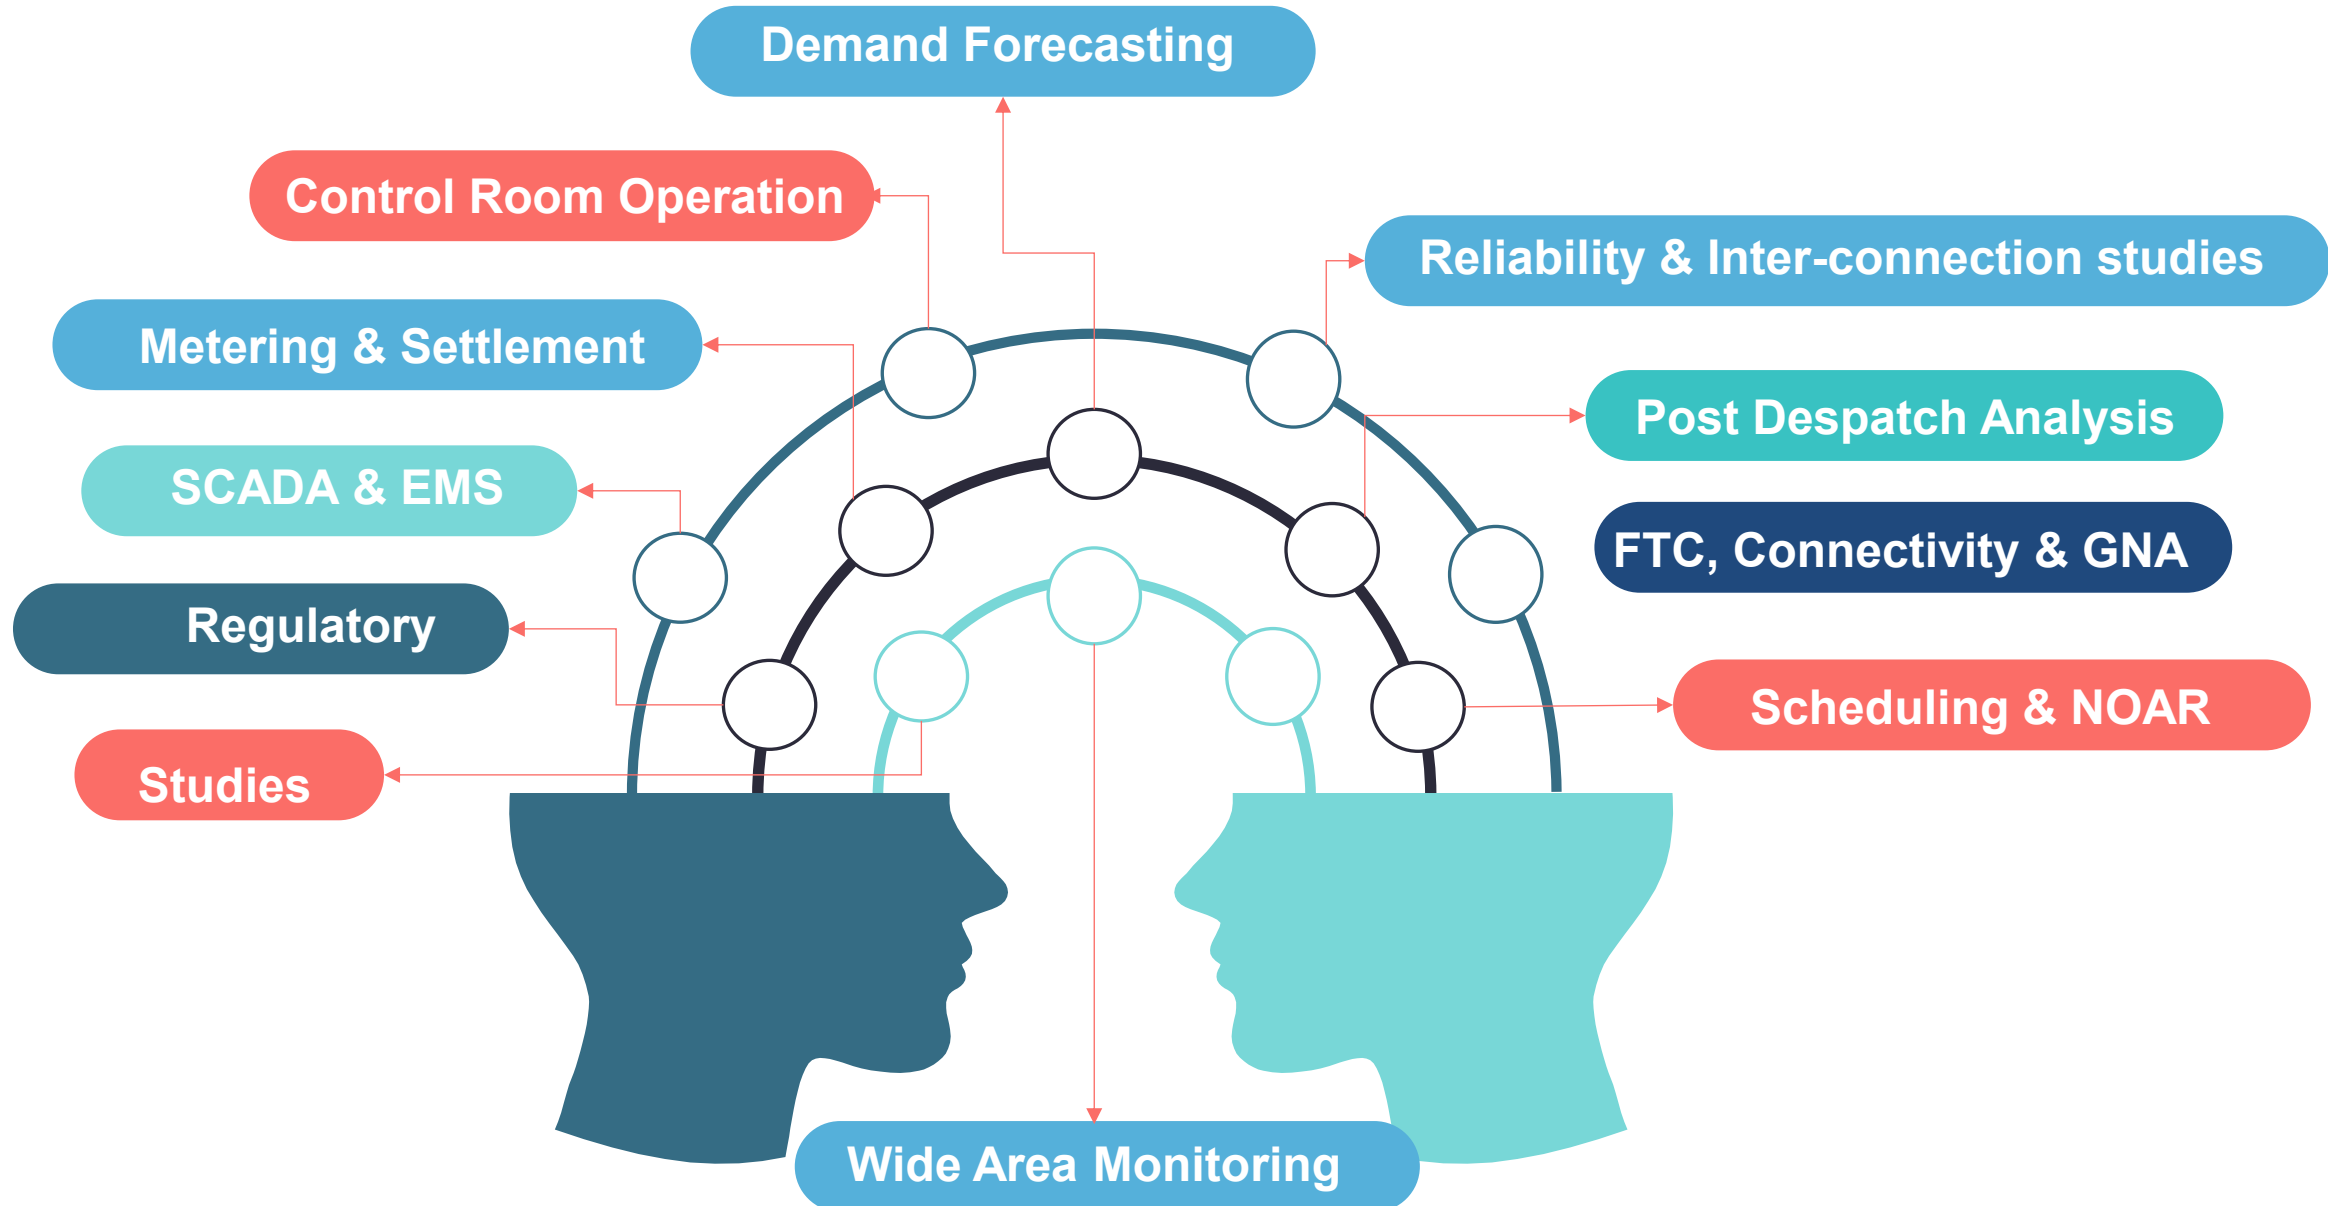 Demand Forecasting
Control Room Operation
Reliability & Inter-connection studies
Metering & Settlement
Post Despatch Analysis
SCADA & EMS
FTC, Connectivity & GNA
Regulatory
Scheduling & NOAR
Studies
Wide Area Monitoring